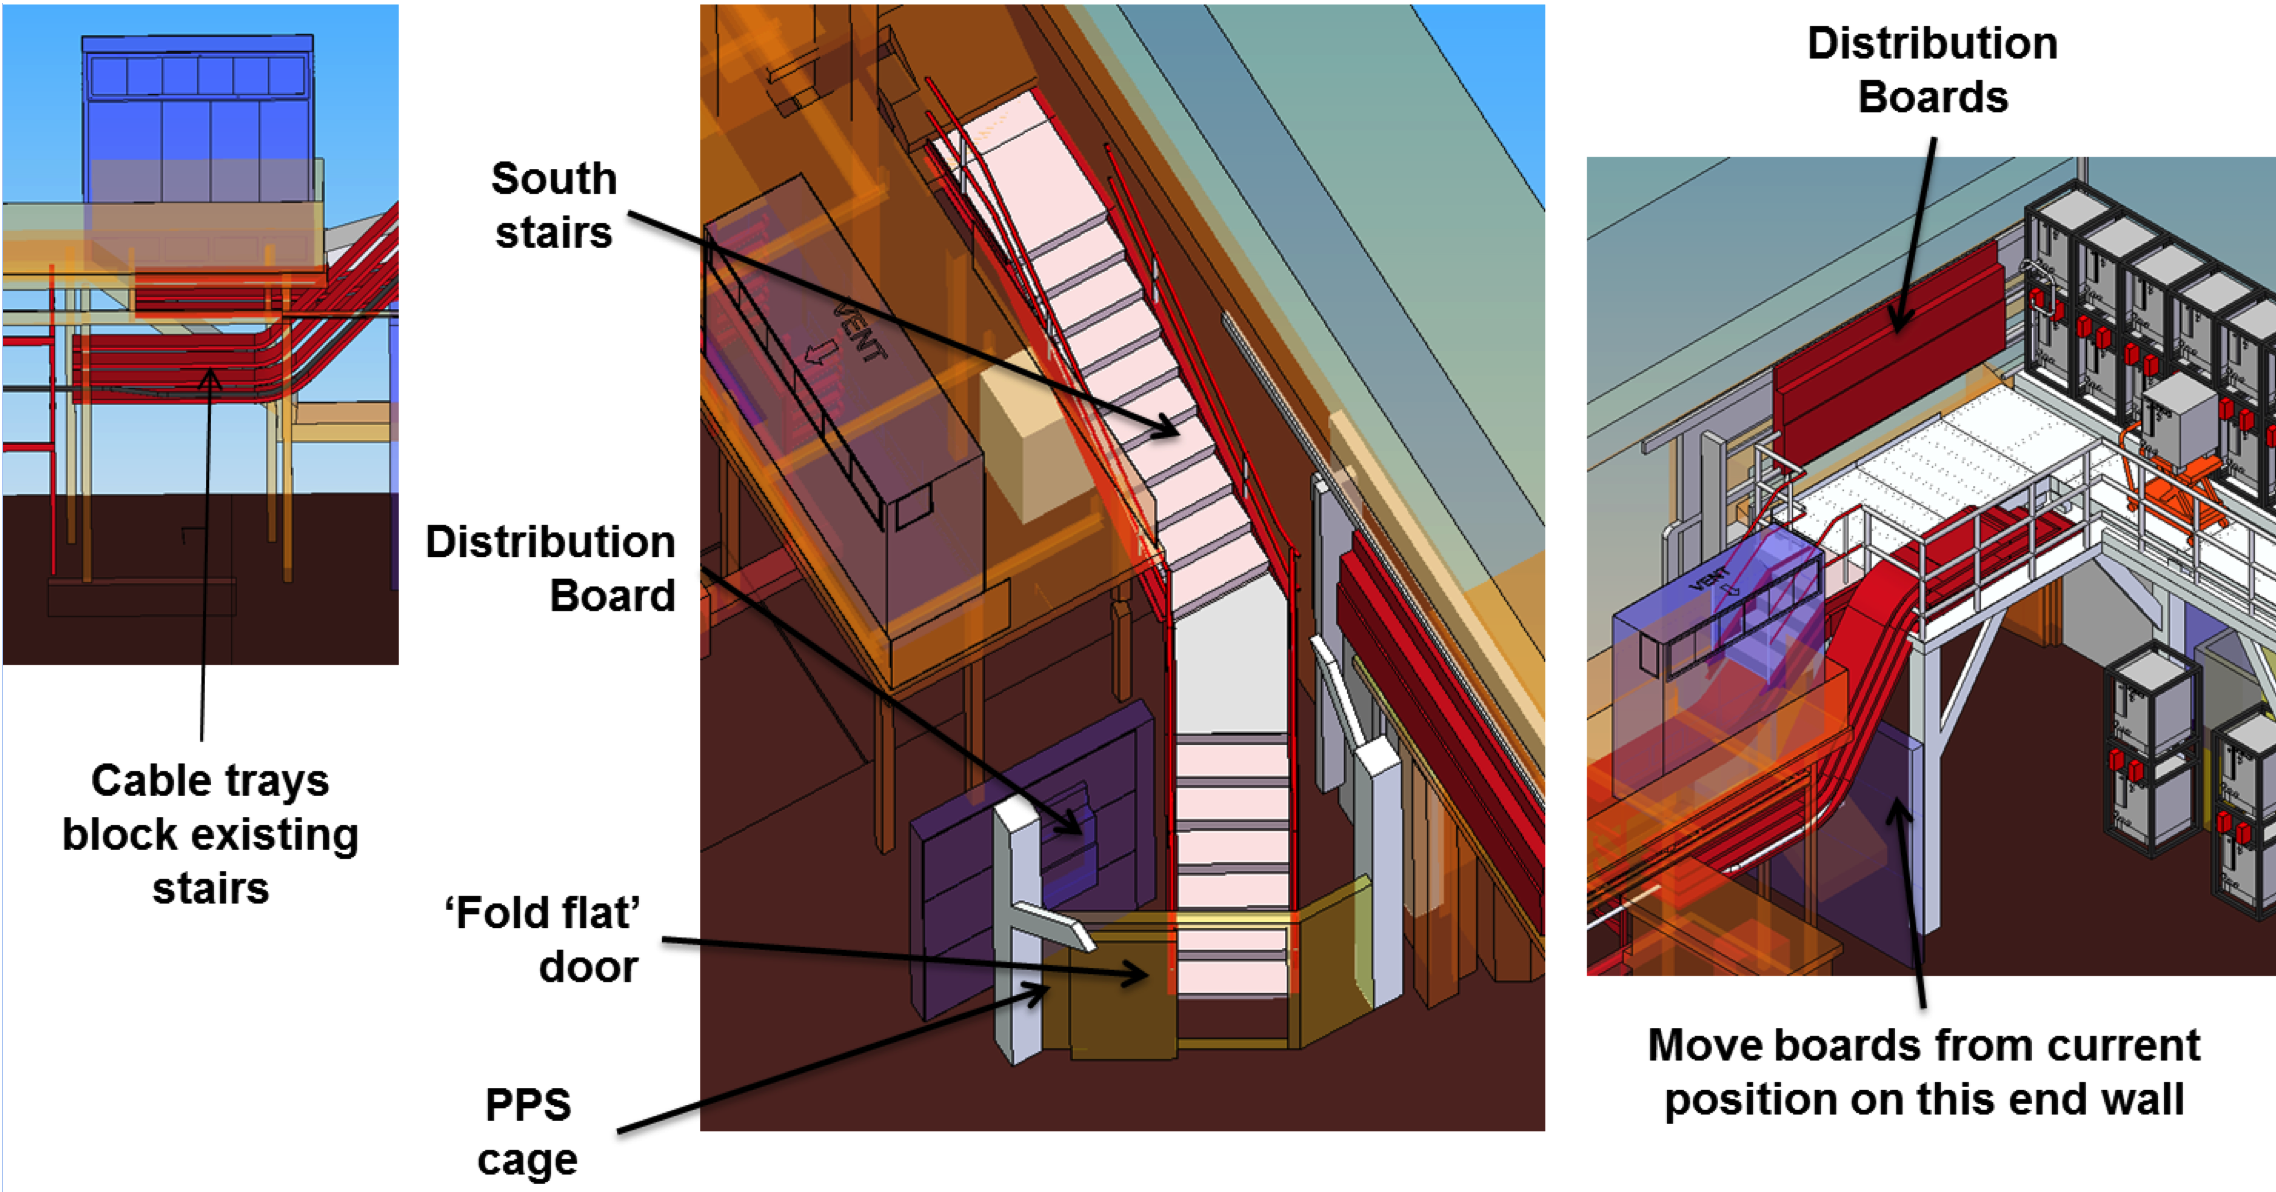 Cable trays
block existing
stairs
South
stairs
Distribution
Board
‘Fold flat’
door
PPS
cage
VENT
Distribution
Boards
VENT
Move boards from current
position on this end wall